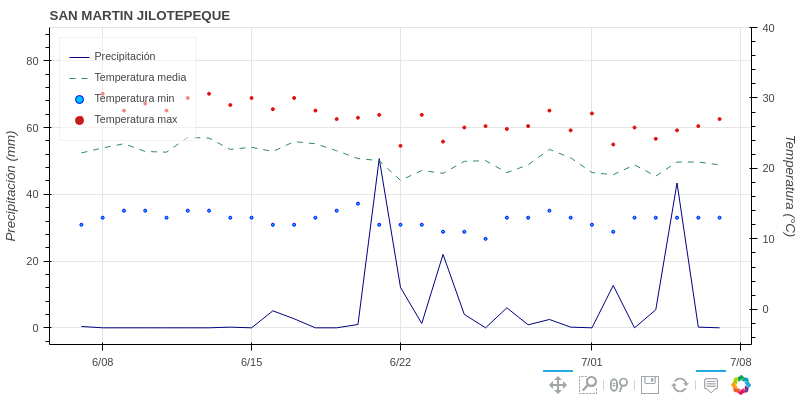 SAN MARTIN JILOTEPEQUE
Precipitación
Temperatura media
Temperatura min
Temperatura max
Precipitación (mm)
80
60
40
20
0
Temperatura (°C)
40
30
20
10
0
6/08
6/15
6/22
7/01
7/08